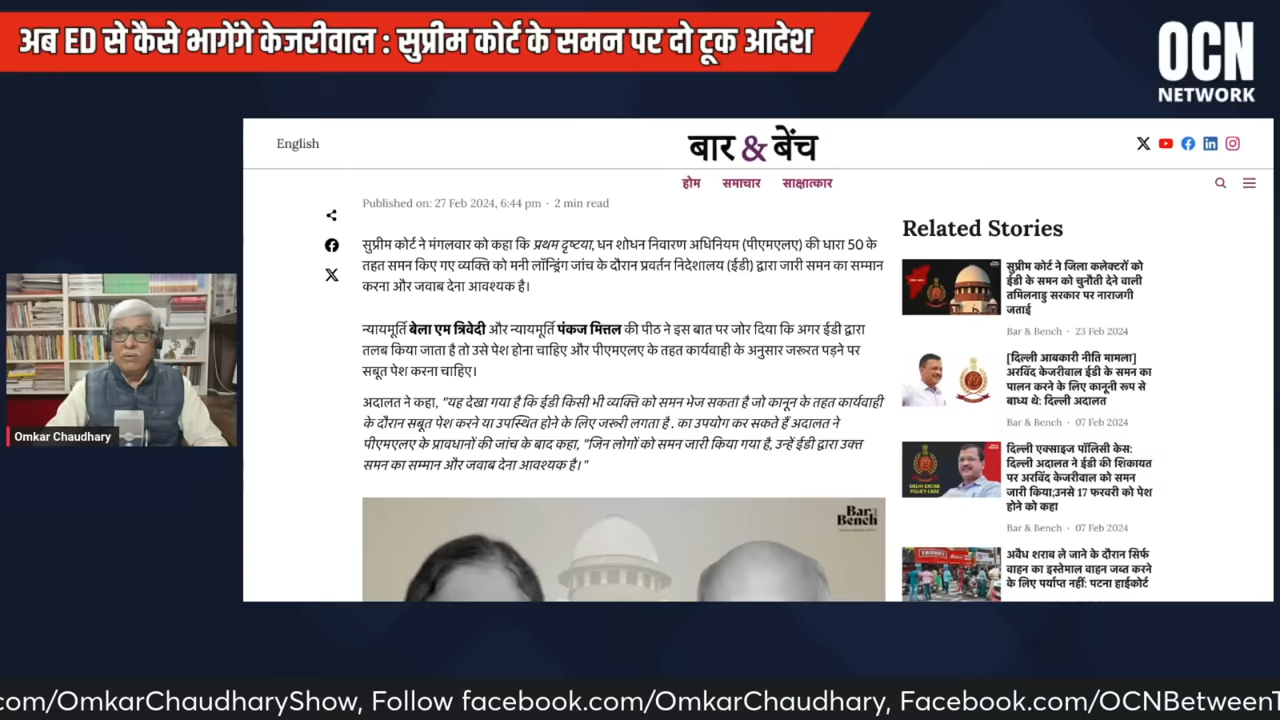 अब ED से कैसे भागेंगे केजरीवाल : सुप्रीम कोर्ट के समन पर दो टूक आदेश
OCN
NETWORK
English
बार & बेंच
होम समाचार साक्षात्कार
Published on: 27 Feb 2024, 6:44 pm · 2 min read
सुप्रीम कोर्ट ने मंगलवार को कहा कि प्रथम दृष्टया, धन शोधन निवारण अधिनियम (पीएमएलए) की धारा 50 के
तहत समन किए गए व्यक्ति को मनी लॉन्ड्रिंग जांच के दौरान प्रवर्तन निदेशालय (ईडी) द्वारा जारी समन का सम्मान
करना और जवाब देना आवश्यक है।
न्यायमूर्ति बेला एम त्रिवेदी और न्यायमूर्ति पंकज मित्तल की पीठ ने इस बात पर जोर दिया कि अगर ईडी द्वारा
तलब किया जाता है तो उसे पेश होना चाहिए और पीएमएलए के तहत कार्यवाही के अनुसार जरूरत पड़ने पर
सबूत पेश करना चाहिए।
अदालत ने कहा, "यह देखा गया है कि ईडी किसी भी व्यक्ति को समन भेज सकता है जो कानून के तहत कार्यवाही
के दौरान सबूत पेश करने या उपस्थित होने के लिए जरूरी लगता है . का उपयोग कर सकते हैं अदालत ने
पीएमएलए के प्रावधानों की जांच के बाद कहा, "जिन लोगों को समन जारी किया गया है, उन्हें ईडी द्वारा उक्त
समन का सम्मान और जवाब देना आवश्यक है।"
Bar and
Bench
Related Stories
सुप्रीम कोर्ट ने जिला कलेक्टरों को
ईडी के समन को चुनौती देने वाली
तमिलनाडु सरकार पर नाराजगी
जताई
Bar & Bench · 23 Feb 2024
[दिल्ली आबकारी नीति मामला]
अरविंद केजरीवाल ईडी के समन का
पालन करने के लिए कानूनी रूप से
बाध्य थे: दिल्ली अदालत
Bar & Bench · 07 Feb 2024
DELHI EXCISE
POLICY CASE
दिल्ली एक्साइज पॉलिसी केस:
दिल्ली अदालत ने ईडी की शिकायत
पर अरविंद केजरीवाल को समन
जारी किया;उनसे 17 फरवरी को पेश
होने को कहा
Bar & Bench · 07 Feb 2024
अवैध शराब ले जाने के दौरान सिर्फ
वाहन का इस्तेमाल वाहन जब्त करने
के लिए पर्याप्त नहीं: पटना हाईकोर्ट
Omkar Chaudhary
com/OmkarChaudharyShow, Follow facebook.com/OmkarChaudhary, Facebook.com/OCNBetweenT